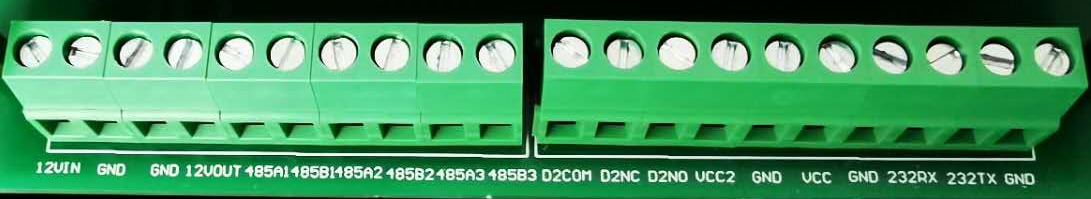 12VIN GND GND 12VOUT 485A1 485B1 485A2 485B2 485A3 485B3 D2COM D2NC D2NO VCC2 GND VCC GND 232RX 232TX GND